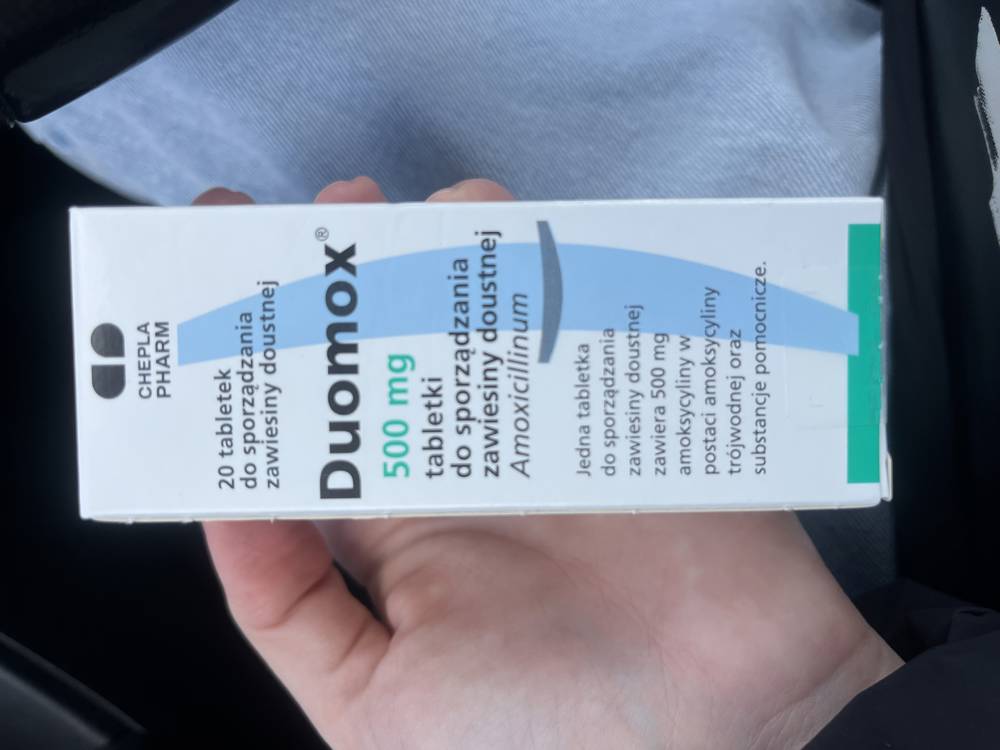 CHEPLA
PHARM
20 tabletek
do sporządzania
zawiesiny doustnej
Duomox®
500 mg
tabletki
do sporządzania
zawiesiny doustnej
Amoxicillinum
Jedna tabletka
do sporządzania
zawiesiny doustnej
zawiera 500 mg
amoksycyliny w
postaci amoksycyliny
trójwodnej oraz
substancje pomocnicze.